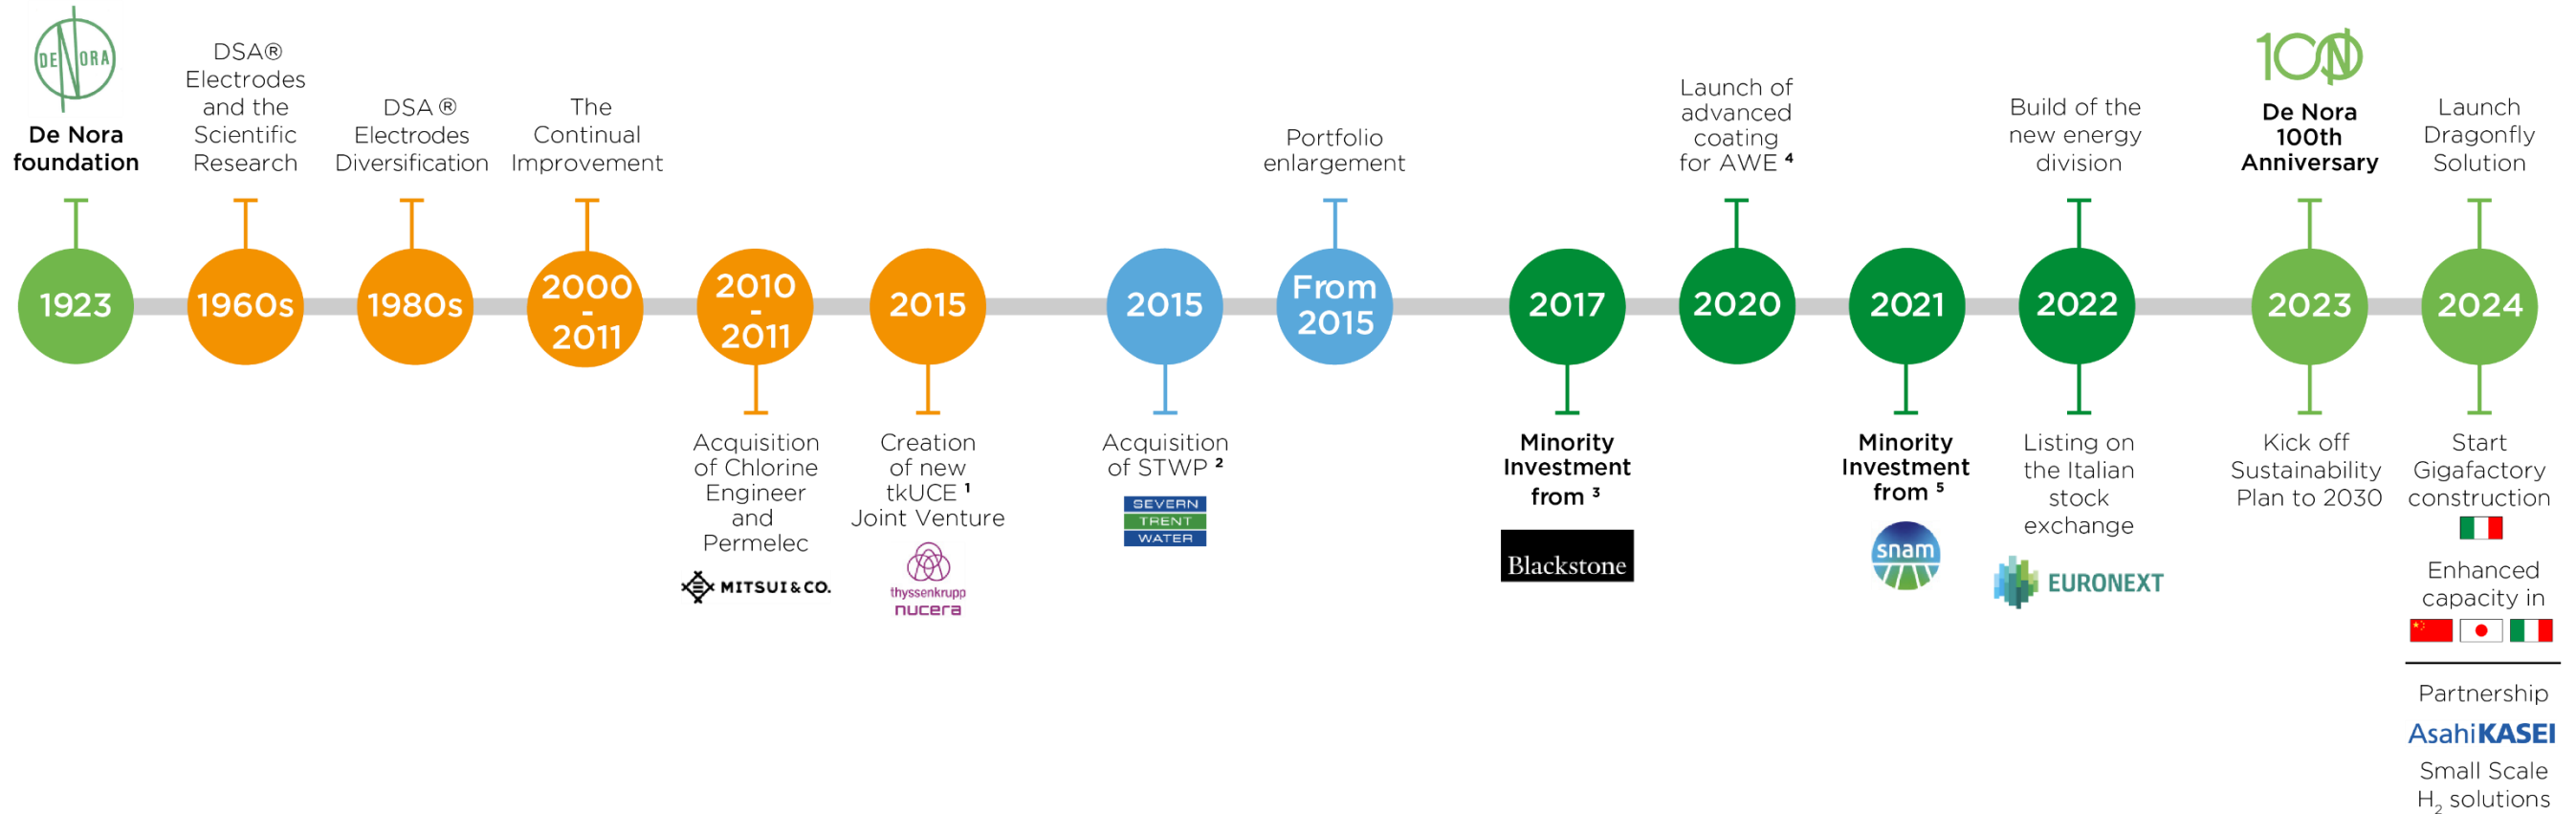 DE NORA
De Nora
foundation
1923
DSA®
Electrodes
and the
Scientific
Research
1960s
DSA ®
Electrodes
Diversification
1980s
The
Continual
Improvement
2000
-
2011
2010
-
2011
Acquisition
of Chlorine
Engineer
and
Permelec
MITSUI & CO.
2015
Creation
of new
tkUCE ¹
Joint Venture
thyssenkrupp
nucera
2015
Acquisition
of STWP ²
SEVERN
TRENT
WATER
Portfolio
enlargement
From
2015
2017
Minority
Investment
from ³
Blackstone
Launch of
advanced
coating
for AWE ⁴
2020
2021
Minority
Investment
from ⁵
snam
Build of the
new energy
division
2022
Listing on
the Italian
stock
exchange
EURONEXT
100
De Nora
100th
Anniversary
2023
Kick off
Sustainability
Plan to 2030
Launch
Dragonfly
Solution
2024
Start
Gigafactory
construction
Enhanced
capacity in
Partnership
AsahiKASEI
Small Scale
H₂ solutions